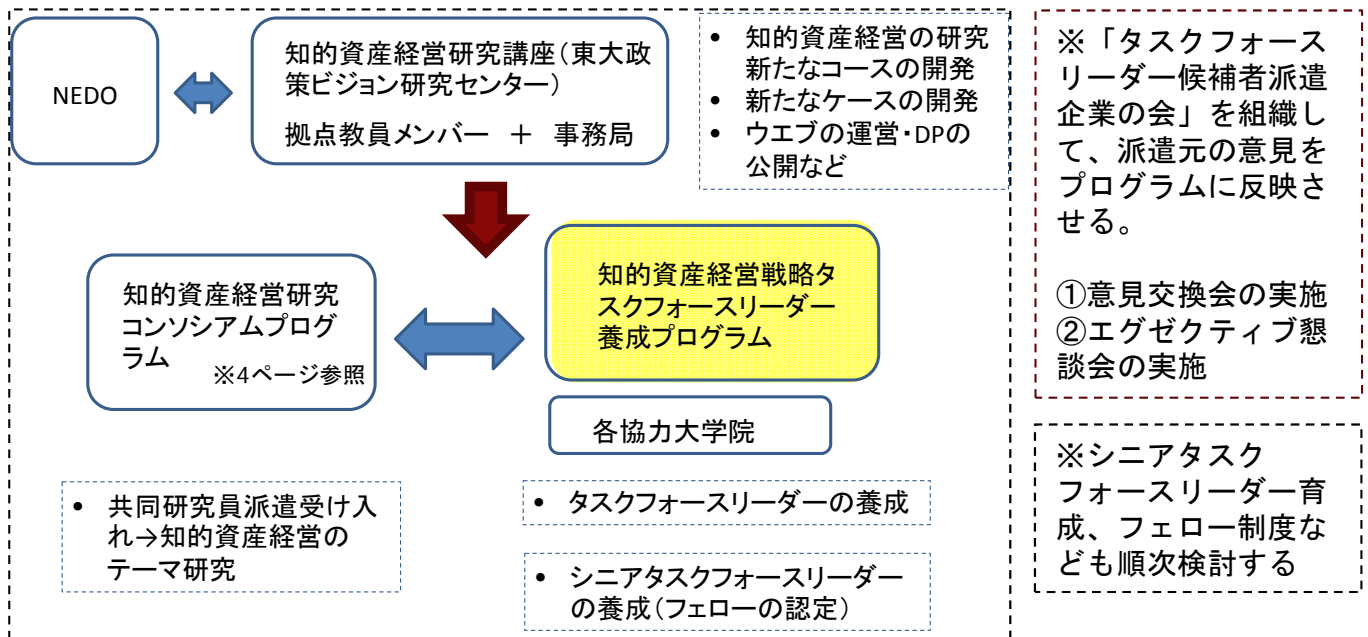 NEDO
知的資産経営研究講座(東大政
策ビジョン研究センター)
拠点教員メンバー + 事務局
• 知的資産経営の研究
新たなコースの開発
• 新たなケースの開発
• ウエブの運営・DPの
公開など
知的資産経営研究
コンソシアムプログ
ラム
※4ページ参照
知的資産経営戦略タ
スクフォースリーダー
養成プログラム
各協力大学院
• 共同研究員派遣受け入
れ→知的資産経営の
テーマ研究
• タスクフォースリーダーの養成
• シニアタスクフォースリーダー
の養成(フェローの認定)
※「タスクフォース
リーダー候補者派遣
企業の会」を組織し
て、派遣元の意見を
プログラムに反映さ
せる。
①意見交換会の実施
②エグゼクティブ懇
談会の実施
※シニアタスク
フォースリーダー育
成、フェロー制度な
ども順次検討する